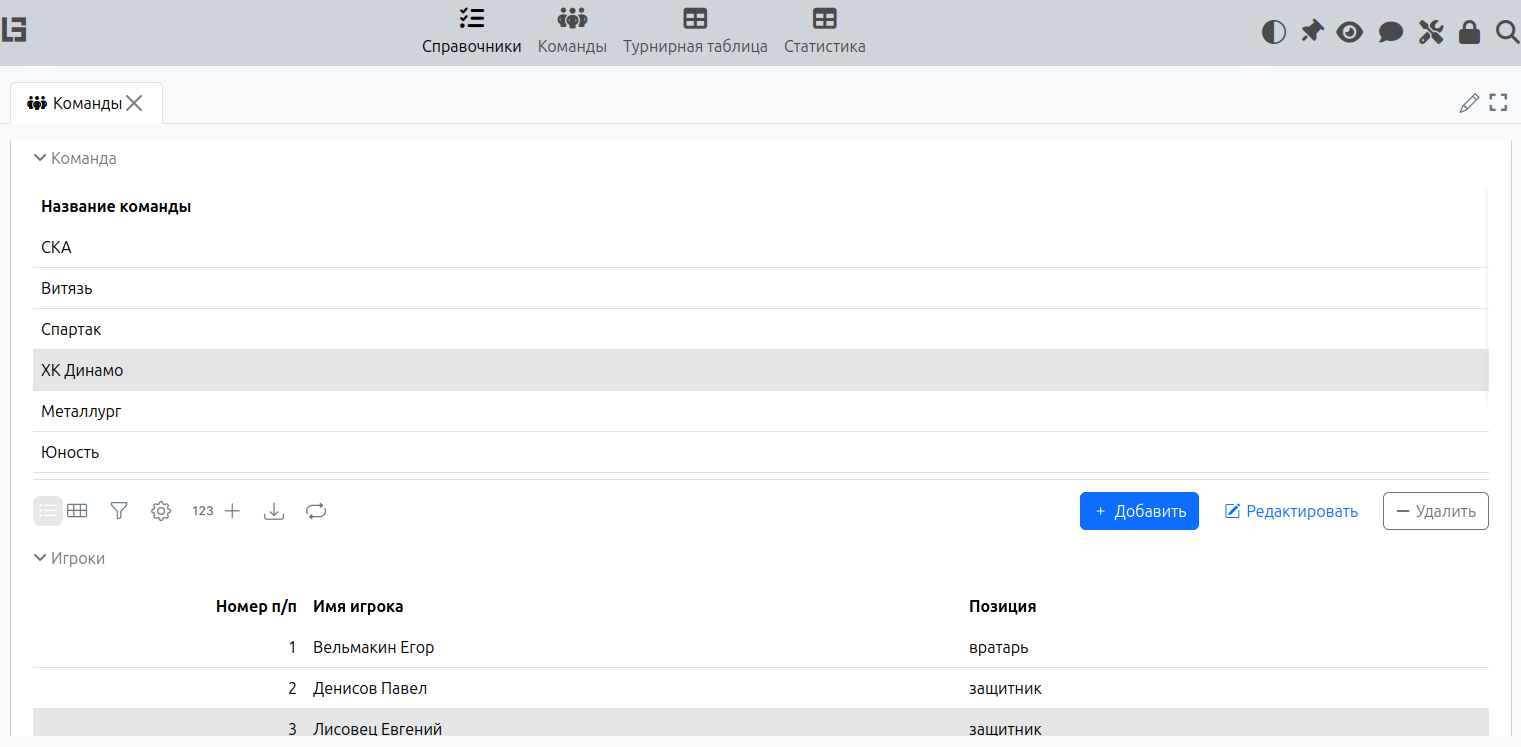 Справочники Команды Турнирная таблица Статистика
Команды
Команда
Название команды
СКА
Витязь
Спартак
ХК Динамо
Металлург
Юность
123 + Добавить Редактировать Удалить
Игроки
Номер п/п Имя игрока Позиция
1 Вельмакин Егор вратарь
2 Денисов Павел защитник
3 Лисовец Евгений защитник